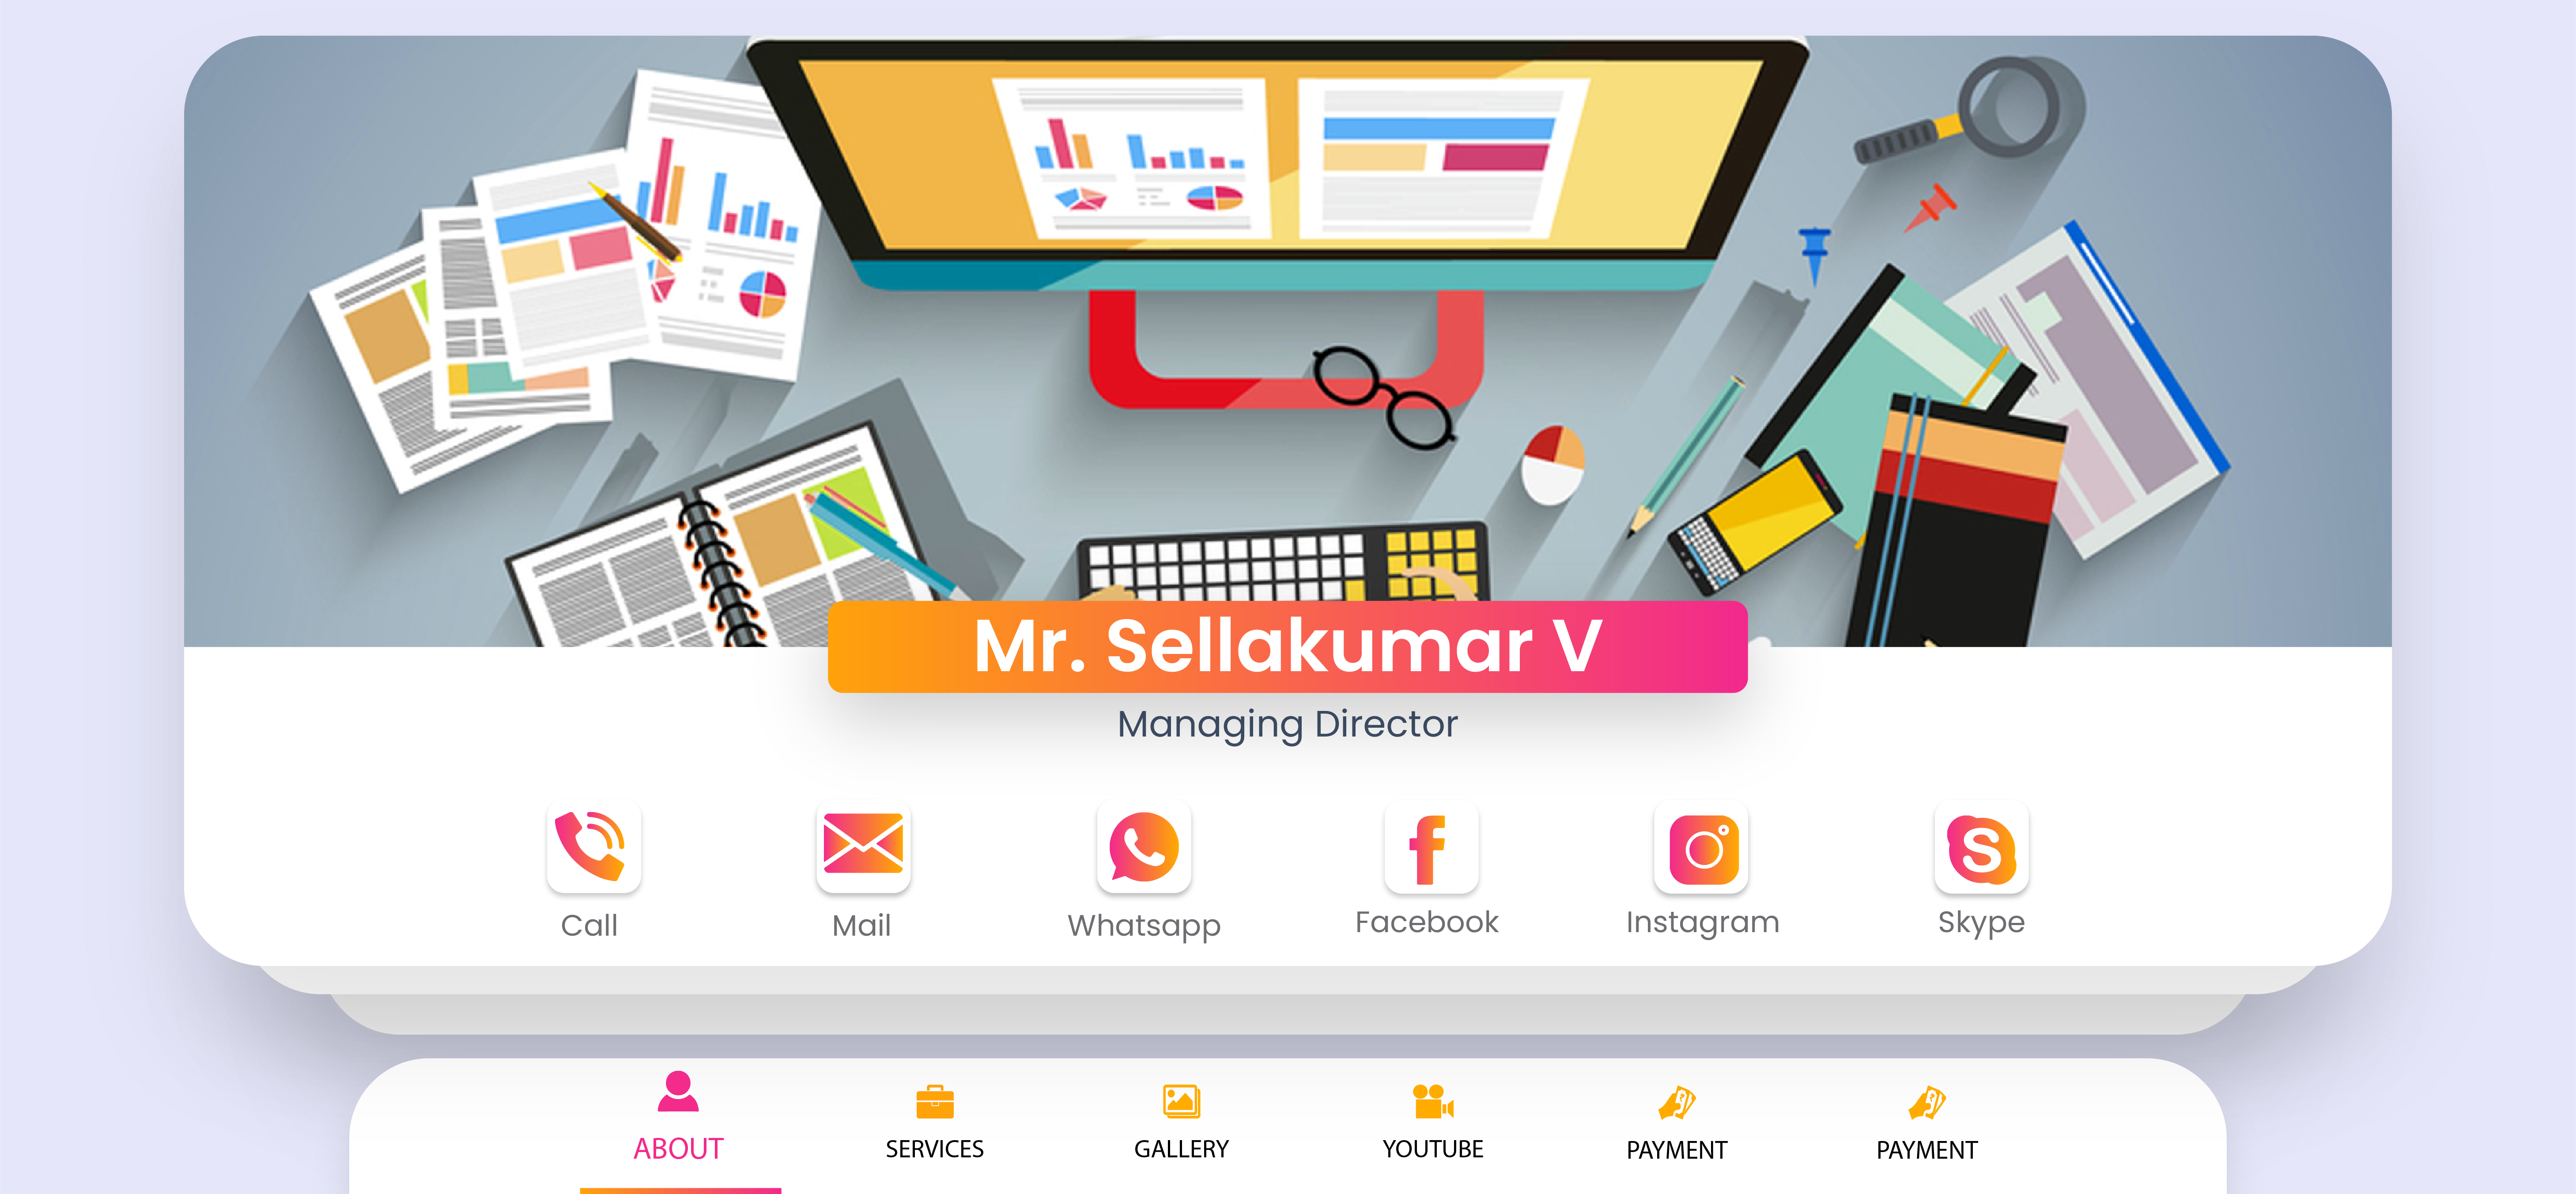 Mr. Sellakumar V
Managing Director
Call Mail Whatsapp Facebook Instagram Skype
ABOUT SERVICES GALLERY YOUTUBE PAYMENT PAYMENT